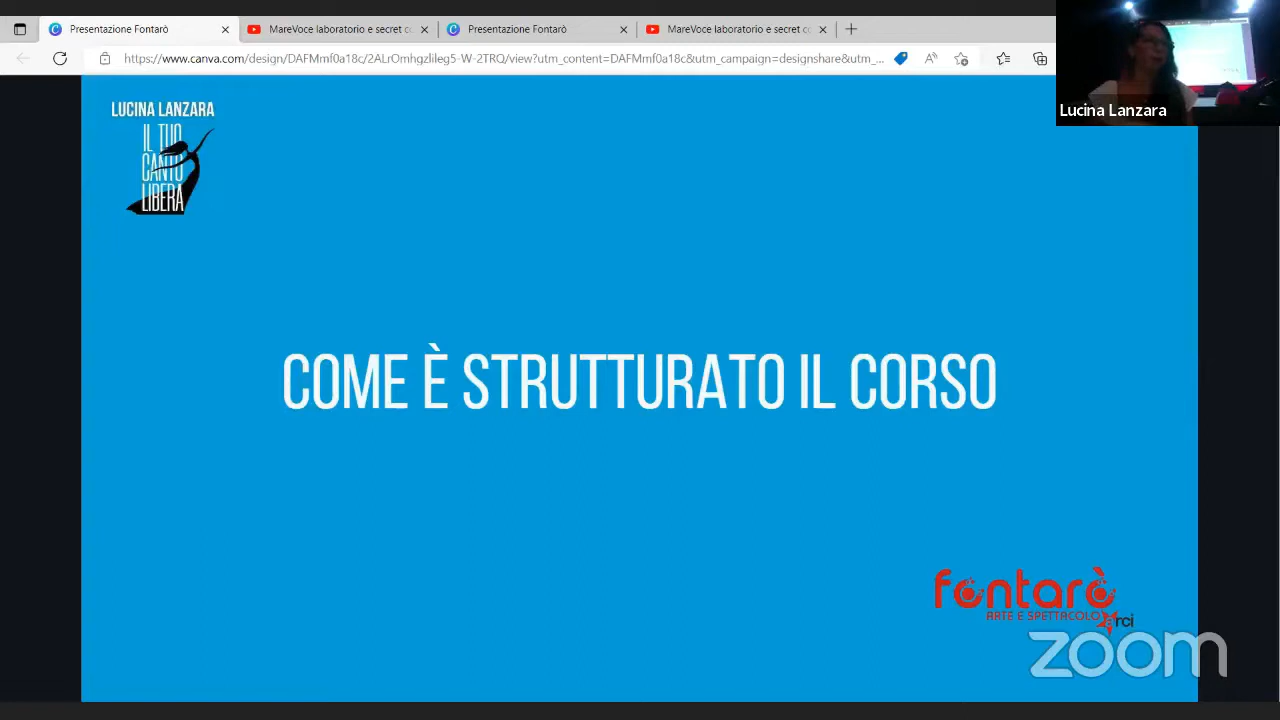 Presentazione Fontarò
MareVoce laboratorio e secret co
Presentazione Fontarò
MareVoce laboratorio e secret co
https://www.canva.com/design/DAFMmf0a18c/2ALrOmhgzlileg5-W-2TRQ/view?utm_content=DAFMmf0a18c&utm_campaign=designshare&utm_...
Lucina Lanzara
LUCINA LANZARA
IL TUO
CANTO
LIBERA
COME È STRUTTURATO IL CORSO
fontarò
ARTE E SPETTACOLO
arci
zoom